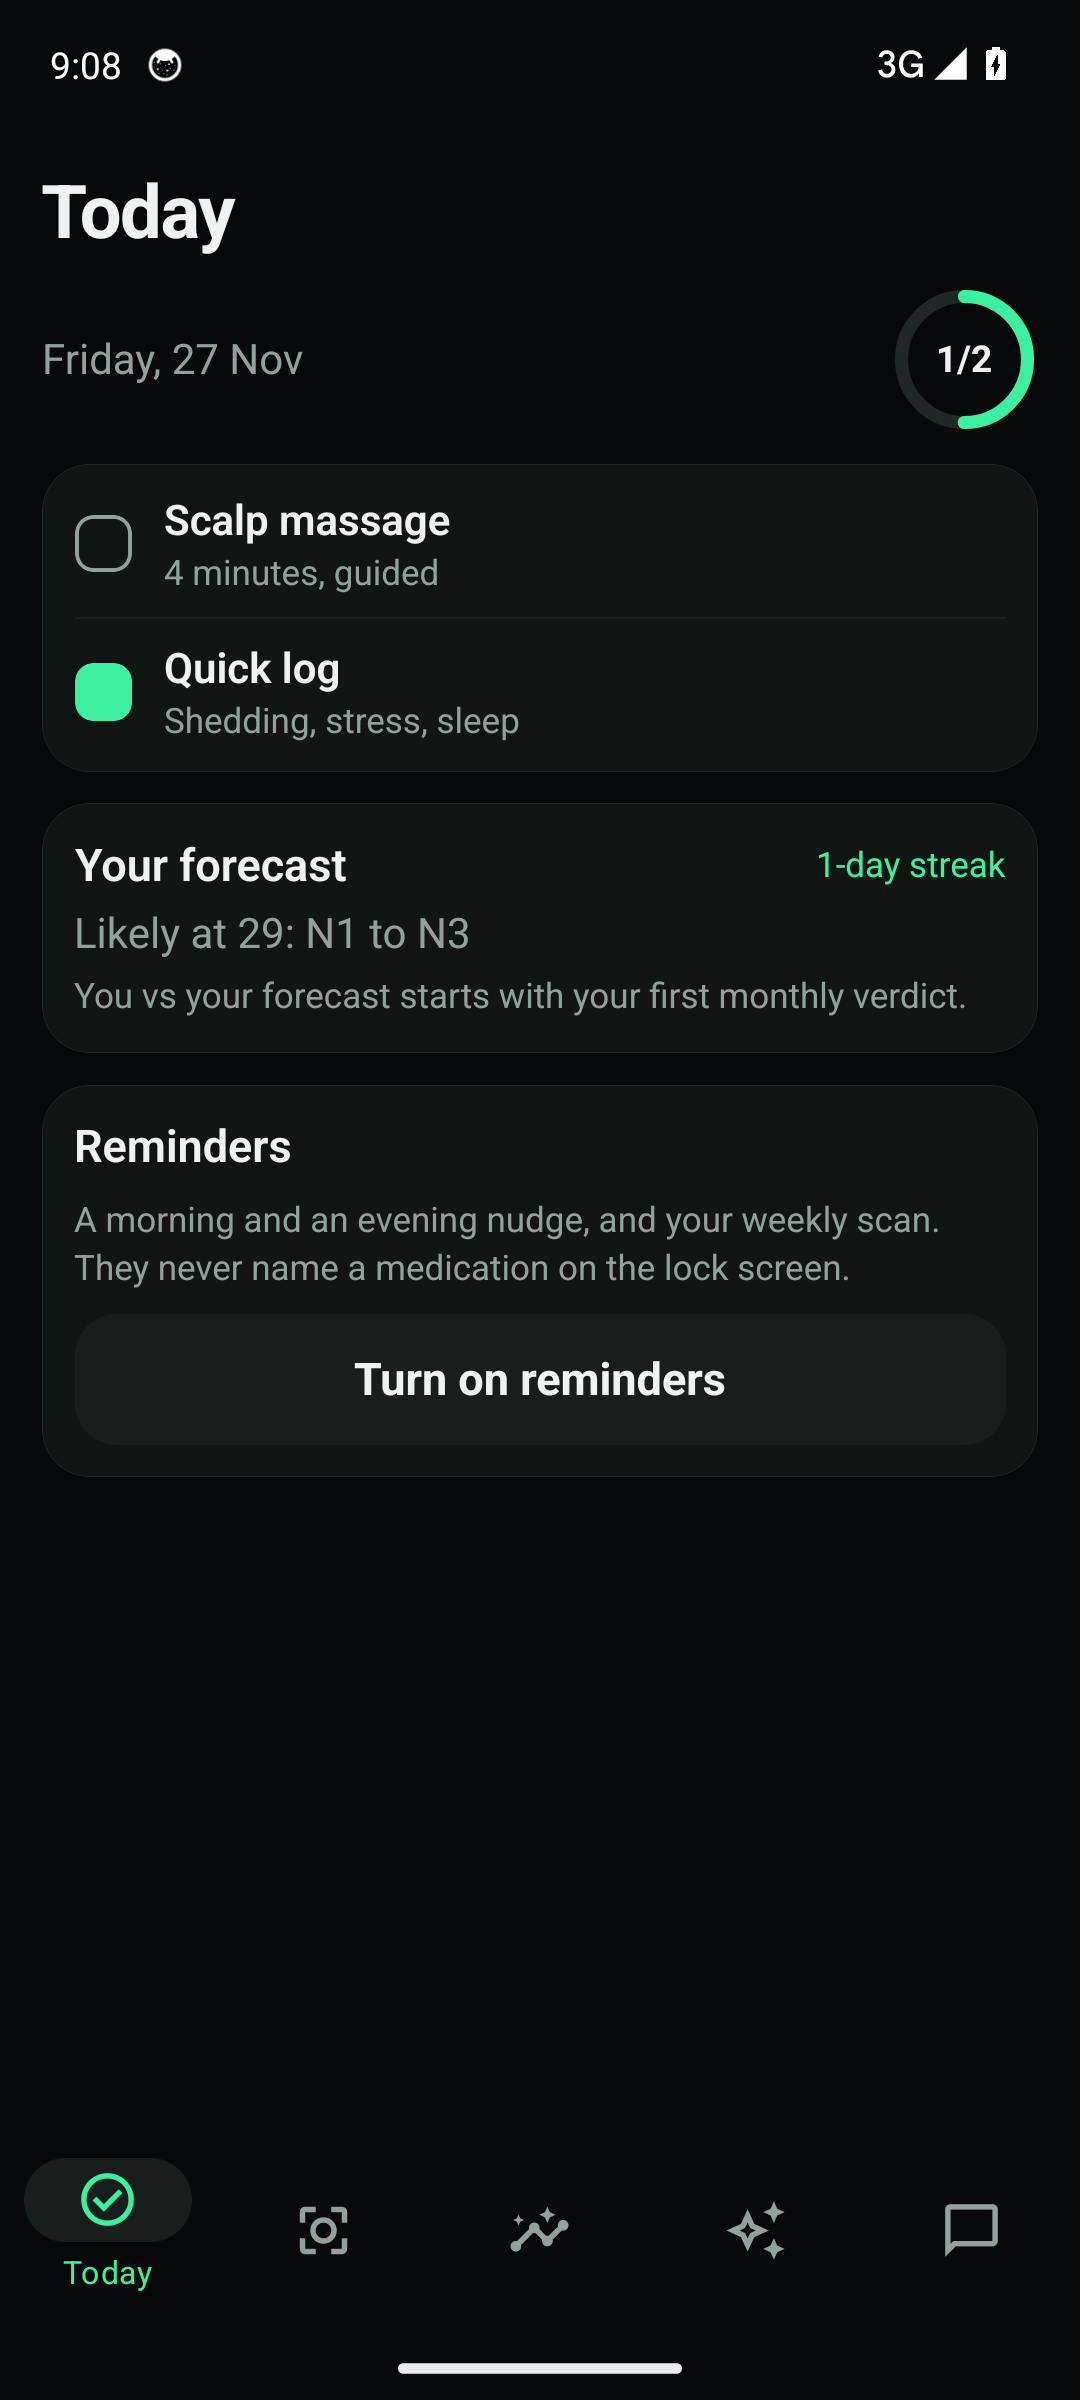 9:08
3G
Today
Friday, 27 Nov
1/2
Scalp massage
4 minutes, guided
Quick log
Shedding, stress, sleep
Your forecast
1-day streak
Likely at 29: N1 to N3
You vs your forecast starts with your first monthly verdict.
Reminders
A morning and an evening nudge, and your weekly scan.
They never name a medication on the lock screen.
Turn on reminders
Today